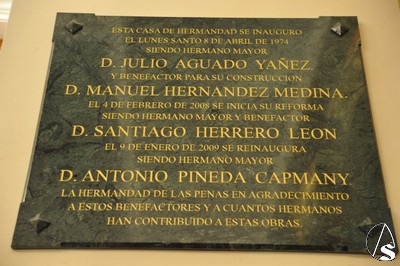 ESTA CASA DE HERMANDAD SE INAUGURO
EL LUNES SANTO 8 DE ABRIL DE 1974
SIENDO HERMANO MAYOR
D. JULIO AGUADO YAÑEZ.
Y BENEFACTOR PARA SU CONSTRUCCION
D. MANUEL HERNANDEZ MEDINA.
EL 4 DE FEBRERO DE 2008 SE INICIA SU REFORMA
SIENDO HERMANO MAYOR Y BENEFACTOR
D. SANTIAGO HERRERO LEON
EL 9 DE ENERO DE 2009 SE REINAUGURA
SIENDO HERMANO MAYOR
D. ANTONIO PINEDA CAPMANY
LA HERMANDAD DE LAS PENAS EN AGRADECIMIENTO
A ESTOS BENEFACTORES Y A CUANTOS HERMANOS
HAN CONTRIBUIDO A ESTAS OBRAS.